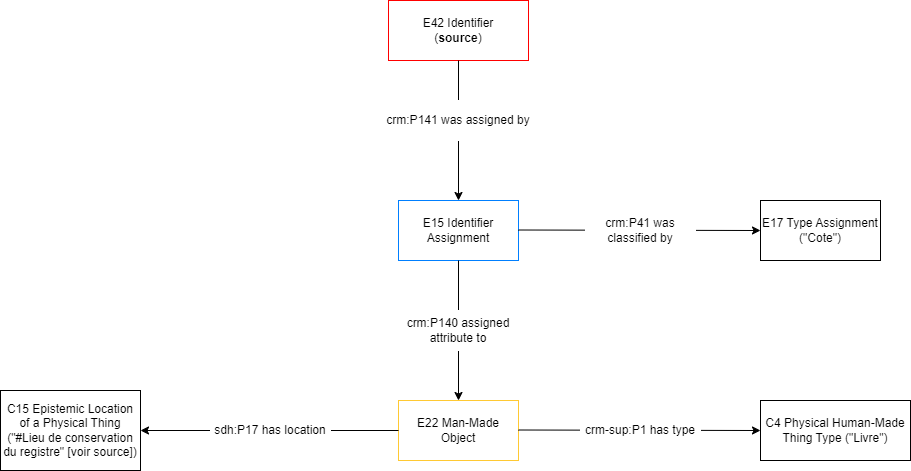 E42 Identifier
(source)
crm:P141 was assigned by
E15 Identifier
Assignment
crm:P41 was
classified by
E17 Type Assignment
("Cote")
crm:P140 assigned
attribute to
C15 Epistemic Location
of a Physical Thing
("#Lieu de conservation
du registre" [voir source])
sdh:P17 has location
E22 Man-Made
Object
crm-sup:P1 has type
C4 Physical Human-Made
Thing Type ("Livre")